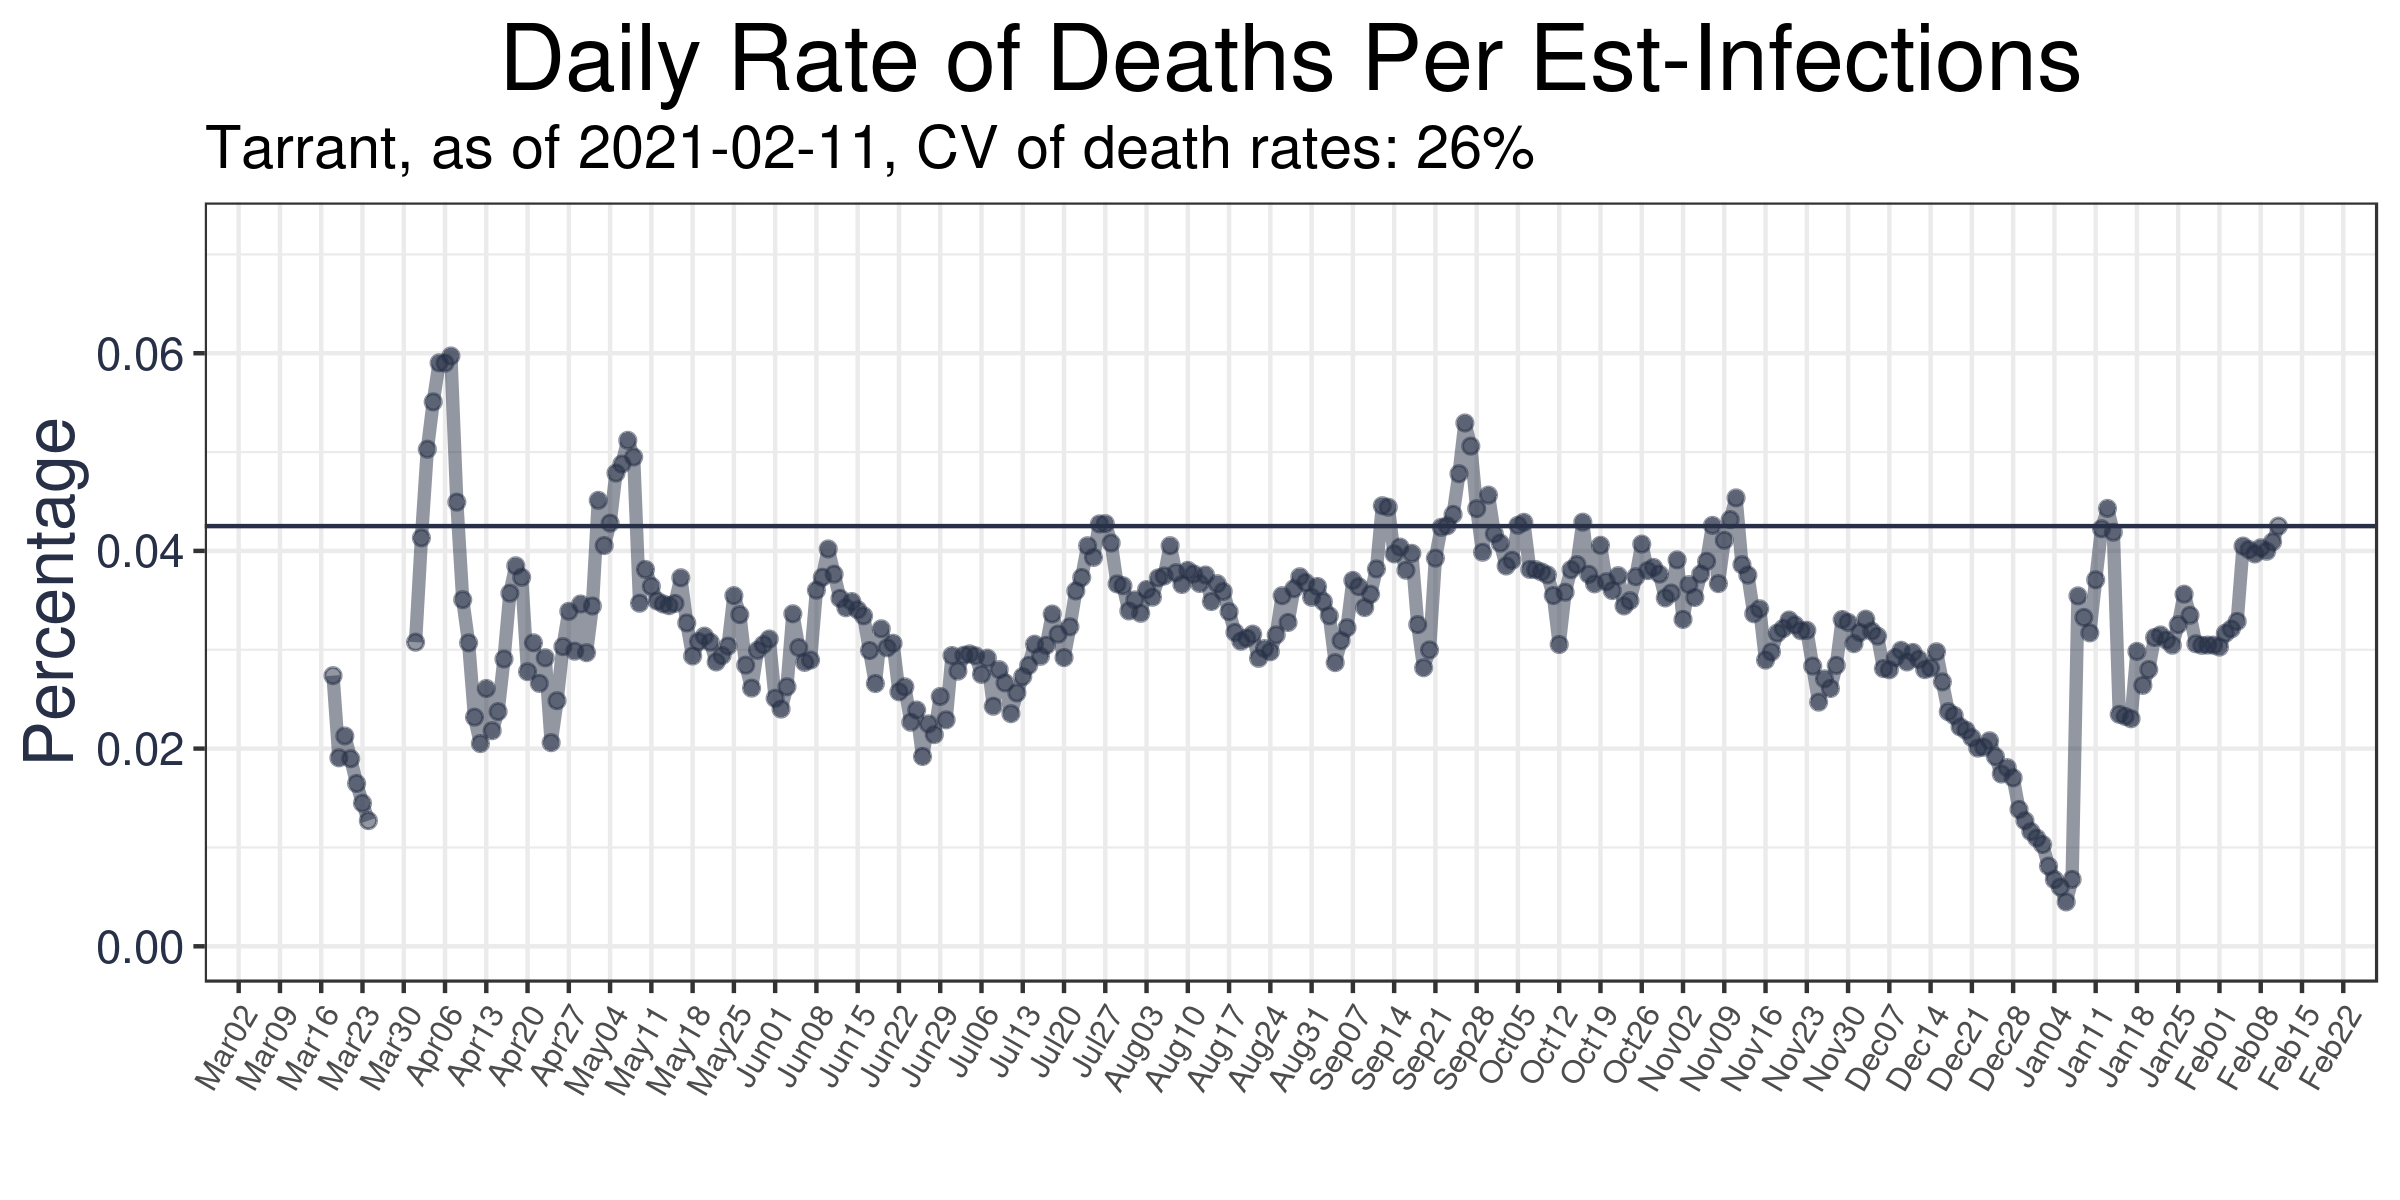 Daily Rate of Deaths Per Est-Infections
Tarrant, as of 2021-02-11, CV of death rates: 26%
Percentage
0.06
0.04
0.02
0.00
Mar02
Mar09
Mar16
Mar23
Mar30
Apr06
Apr13
Apr20
Apr27
May04
May11
May18
May25
Jun01
Jun08
Jun15
Jun22
Jun29
Jul06
Jul13
Jul20
Jul27
Aug03
Aug10
Aug17
Aug24
Aug31
Sep07
Sep14
Sep21
Sep28
Oct05
Oct12
Oct19
Oct26
Nov02
Nov09
Nov16
Nov23
Nov30
Dec07
Dec14
Dec21
Dec28
Jan04
Jan11
Jan18
Jan25
Feb01
Feb08
Feb15
Feb22